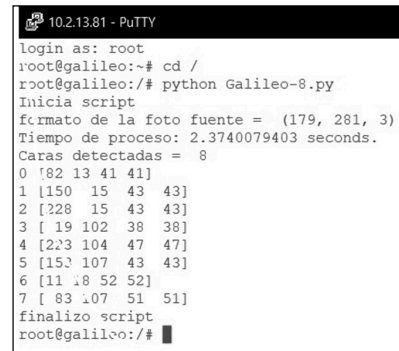 10.2.13.81 - PuTTY
login as: root
root@galileo:~# cd /
root@galileo:/# python Galileo-8.py
Inicia script
formato de la foto fuente =  (179, 281, 3)
Tiempo de proceso: 2.3740079403 seconds.
Caras detectadas =  8
0 [82 13 41 41]
1 [150  15  43  43]
2 [228  15  43  43]
3 [ 19 102  38  38]
4 [223 104  47  47]
5 [153 107  43  43]
6 [11 18 52 52]
7 [ 83 107  51  51]
finalizo script
root@galileo:/#